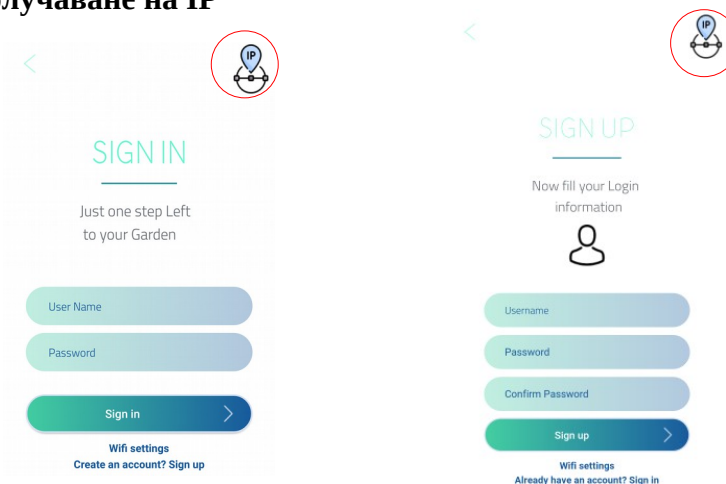 лучаване на IP
IP
SIGN IN
Just one step Left
to your Garden
User Name
Password
Sign in
Wifi settings
Create an account? Sign up
IP
SIGN UP
Now fill your Login
information
Username
Password
Confirm Password
Sign up
Wifi settings
Already have an account? Sign in